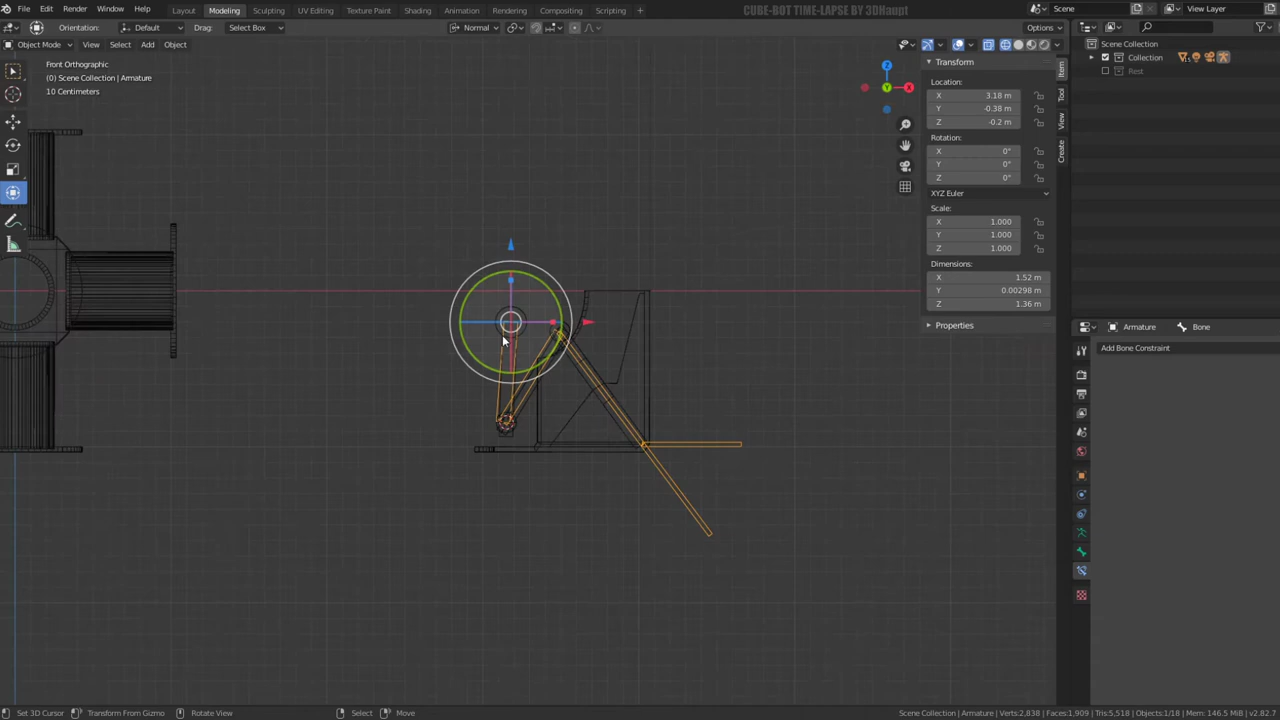 File Edit Render Window Help Layout Modeling Sculpting UV Editing Texture Paint Shading Animation Rendering Compositing Scripting CUBE-BOT TIME-LAPSE BY 3DHaupt Scene View Layer
Orientation: Default Drag: Select Box Normal Options
Object Mode View Select Add Object
Scene Collection
Collection
Rest
Front Orthographic
(0) Scene Collection | Armature
10 Centimeters
Z
X
Y
Transform
Location:
X 3.18 m
Y -0.38 m
Z -0.2 m
Rotation:
X 0°
Y 0°
Z 0°
XYZ Euler
Scale:
X 1.000
Y 1.000
Z 1.000
Dimensions:
X 1.52 m
Y 0.00298 m
Z 1.36 m
Properties
Item
Tool
View
Create
Armature Bone
Add Bone Constraint
Set 3D Cursor Transform From Gizmo Rotate View Select Move Scene Collection | Armature | Verts:2,838 | Faces:1,909 | Tris:5,518 | Objects:1/18 | Mem: 146.5 MiB | v2.82.7